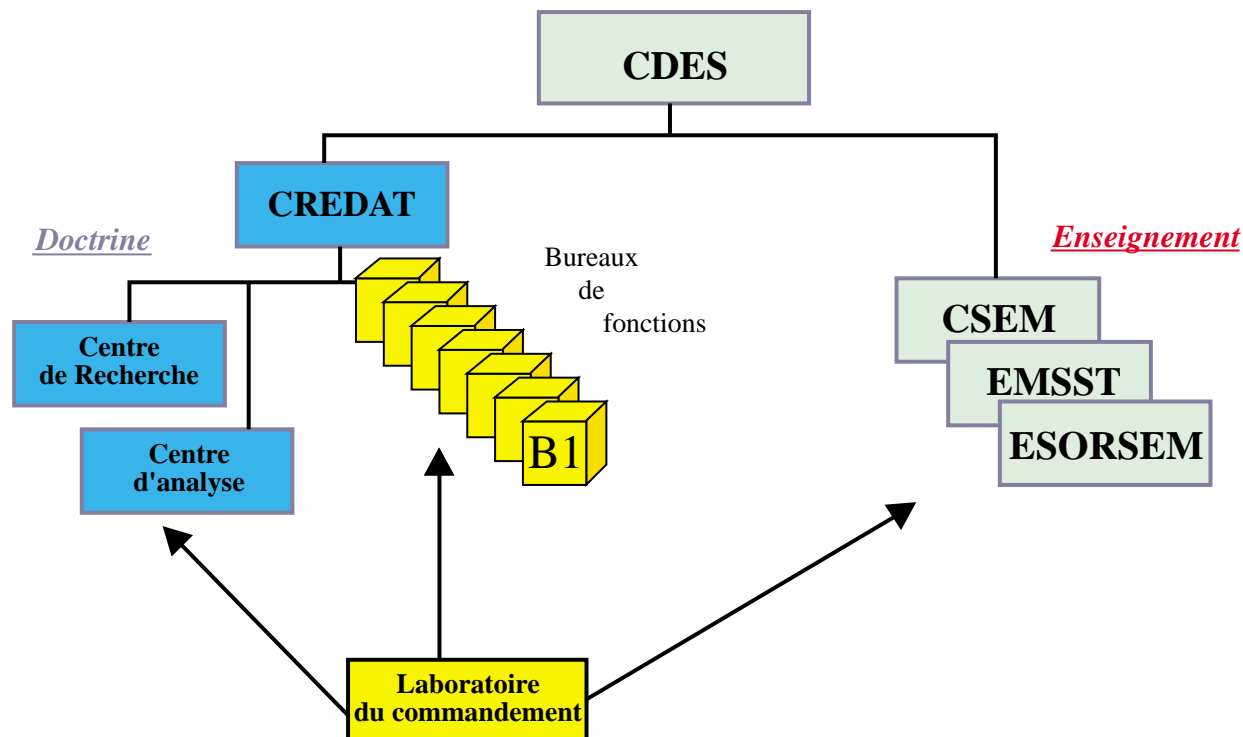 CDES
CREDAT
Doctrine
Enseignement
Bureaux
de
fonctions
Centre
de Recherche
Centre
d'analyse
B1
CSEM
EMSST
ESORSEM
Laboratoire
du commandement